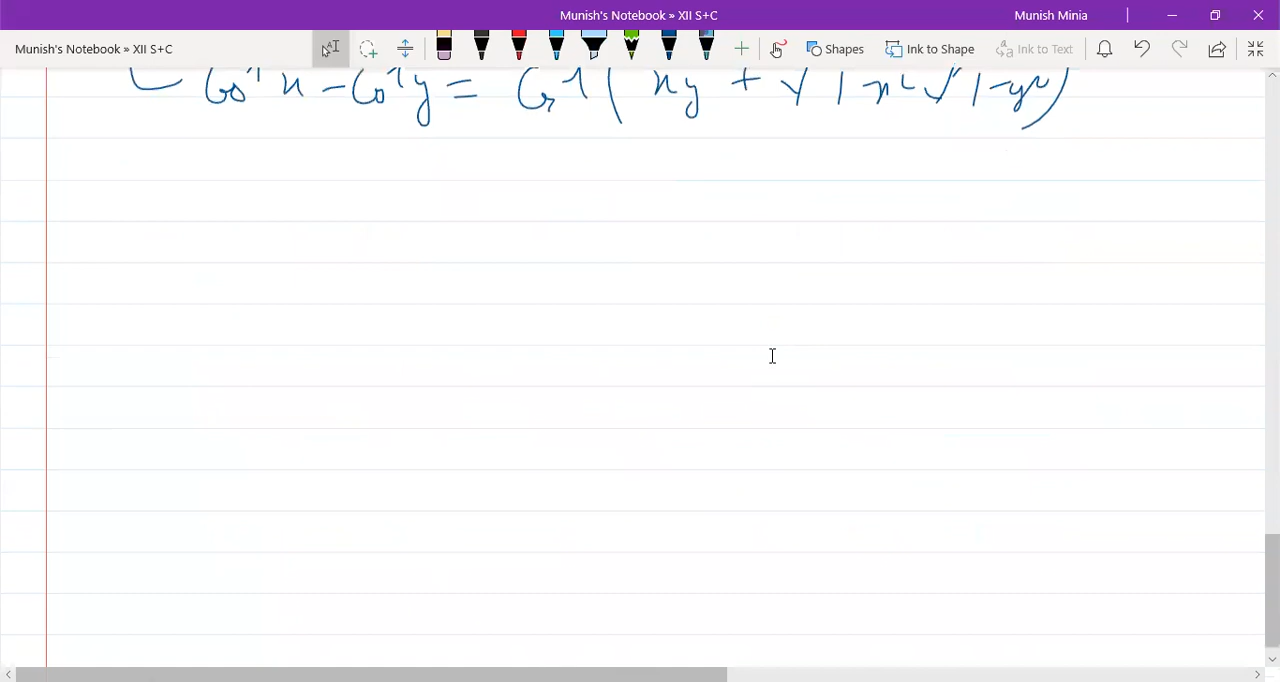 Munish's Notebook » XII S+C
Munish Minia
Munish's Notebook » XII S+C
Shapes
Ink to Shape
Ink to Text
Cos⁻¹x - Cos⁻¹y = Cos⁻¹( xy + √1-x² √1-y² )